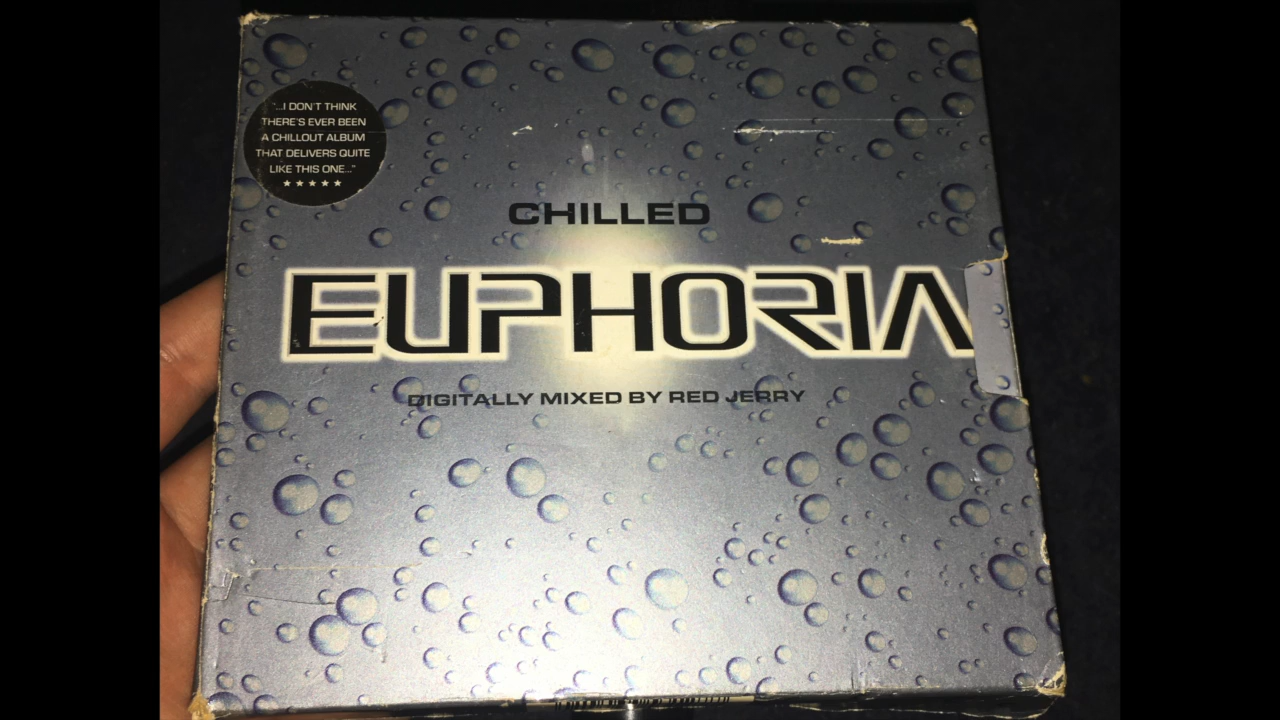 "...I DON'T THINK
THERE'S EVER BEEN
A CHILLOUT ALBUM
THAT DELIVERS QUITE
LIKE THIS ONE..."
★★★★★
CHILLED
EUPHORIA
DIGITALLY MIXED BY RED JERRY